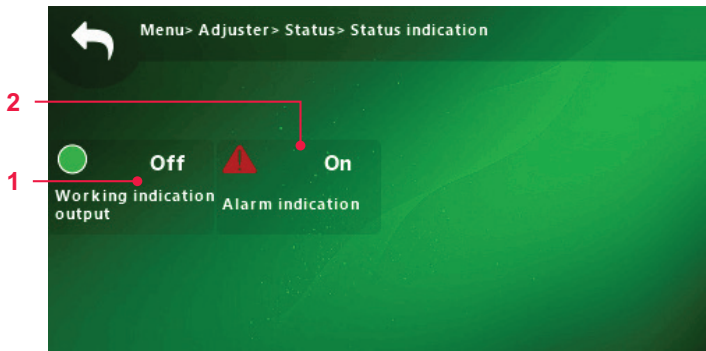 Menu> Adjuster> Status> Status indication
2
1
Off
Working indication
output
On
Alarm indication